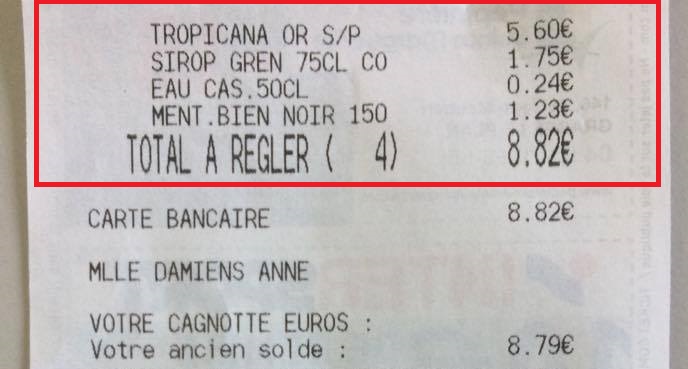 TROPICANA OR S/P 5.60€
SIROP GREN 75CL CO 1.75€
EAU CAS.50CL 0.24€
MENT.BIEN NOIR 150 1.23€
TOTAL A REGLER ( 4) 8.82€
CARTE BANCAIRE 8.82€
MLLE DAMIENS ANNE
VOTRE CAGNOTTE EUROS :
Votre ancien solde : 8.79€